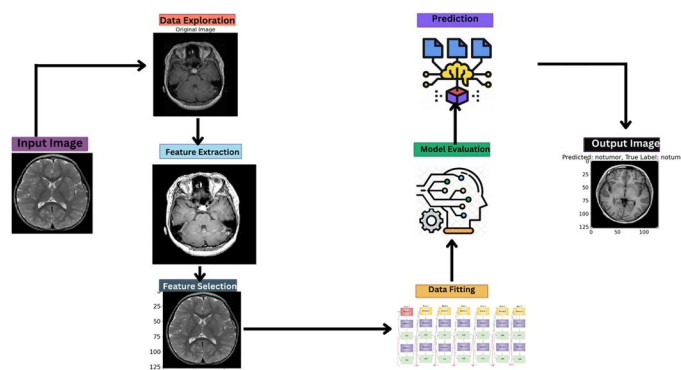 Data Exploration
Original Image
Input Image
Feature Extraction
Feature Selection
0
25
50
75
100
125
Data Fitting
Model Evaluation
Prediction
Output Image
Predicted: notumor, True Label: notum
0
25
50
75
100
125
0
50
100